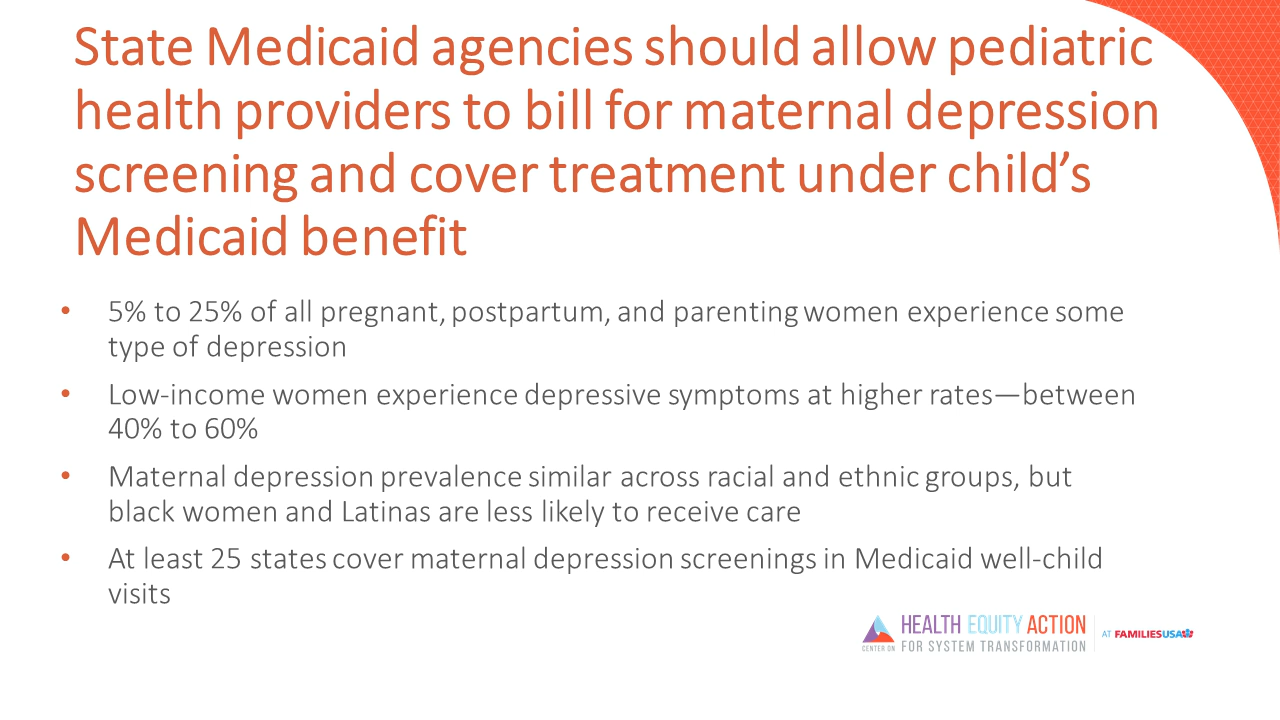 State Medicaid agencies should allow pediatric
health providers to bill for maternal depression
screening and cover treatment under child’s
Medicaid benefit
• 5% to 25% of all pregnant, postpartum, and parenting women experience some
type of depression
• Low-income women experience depressive symptoms at higher rates—between
40% to 60%
• Maternal depression prevalence similar across racial and ethnic groups, but
black women and Latinas are less likely to receive care
• At least 25 states cover maternal depression screenings in Medicaid well-child
visits
HEALTH EQUITY ACTION
CENTER ON FOR SYSTEM TRANSFORMATION
AT FAMILIESUSA